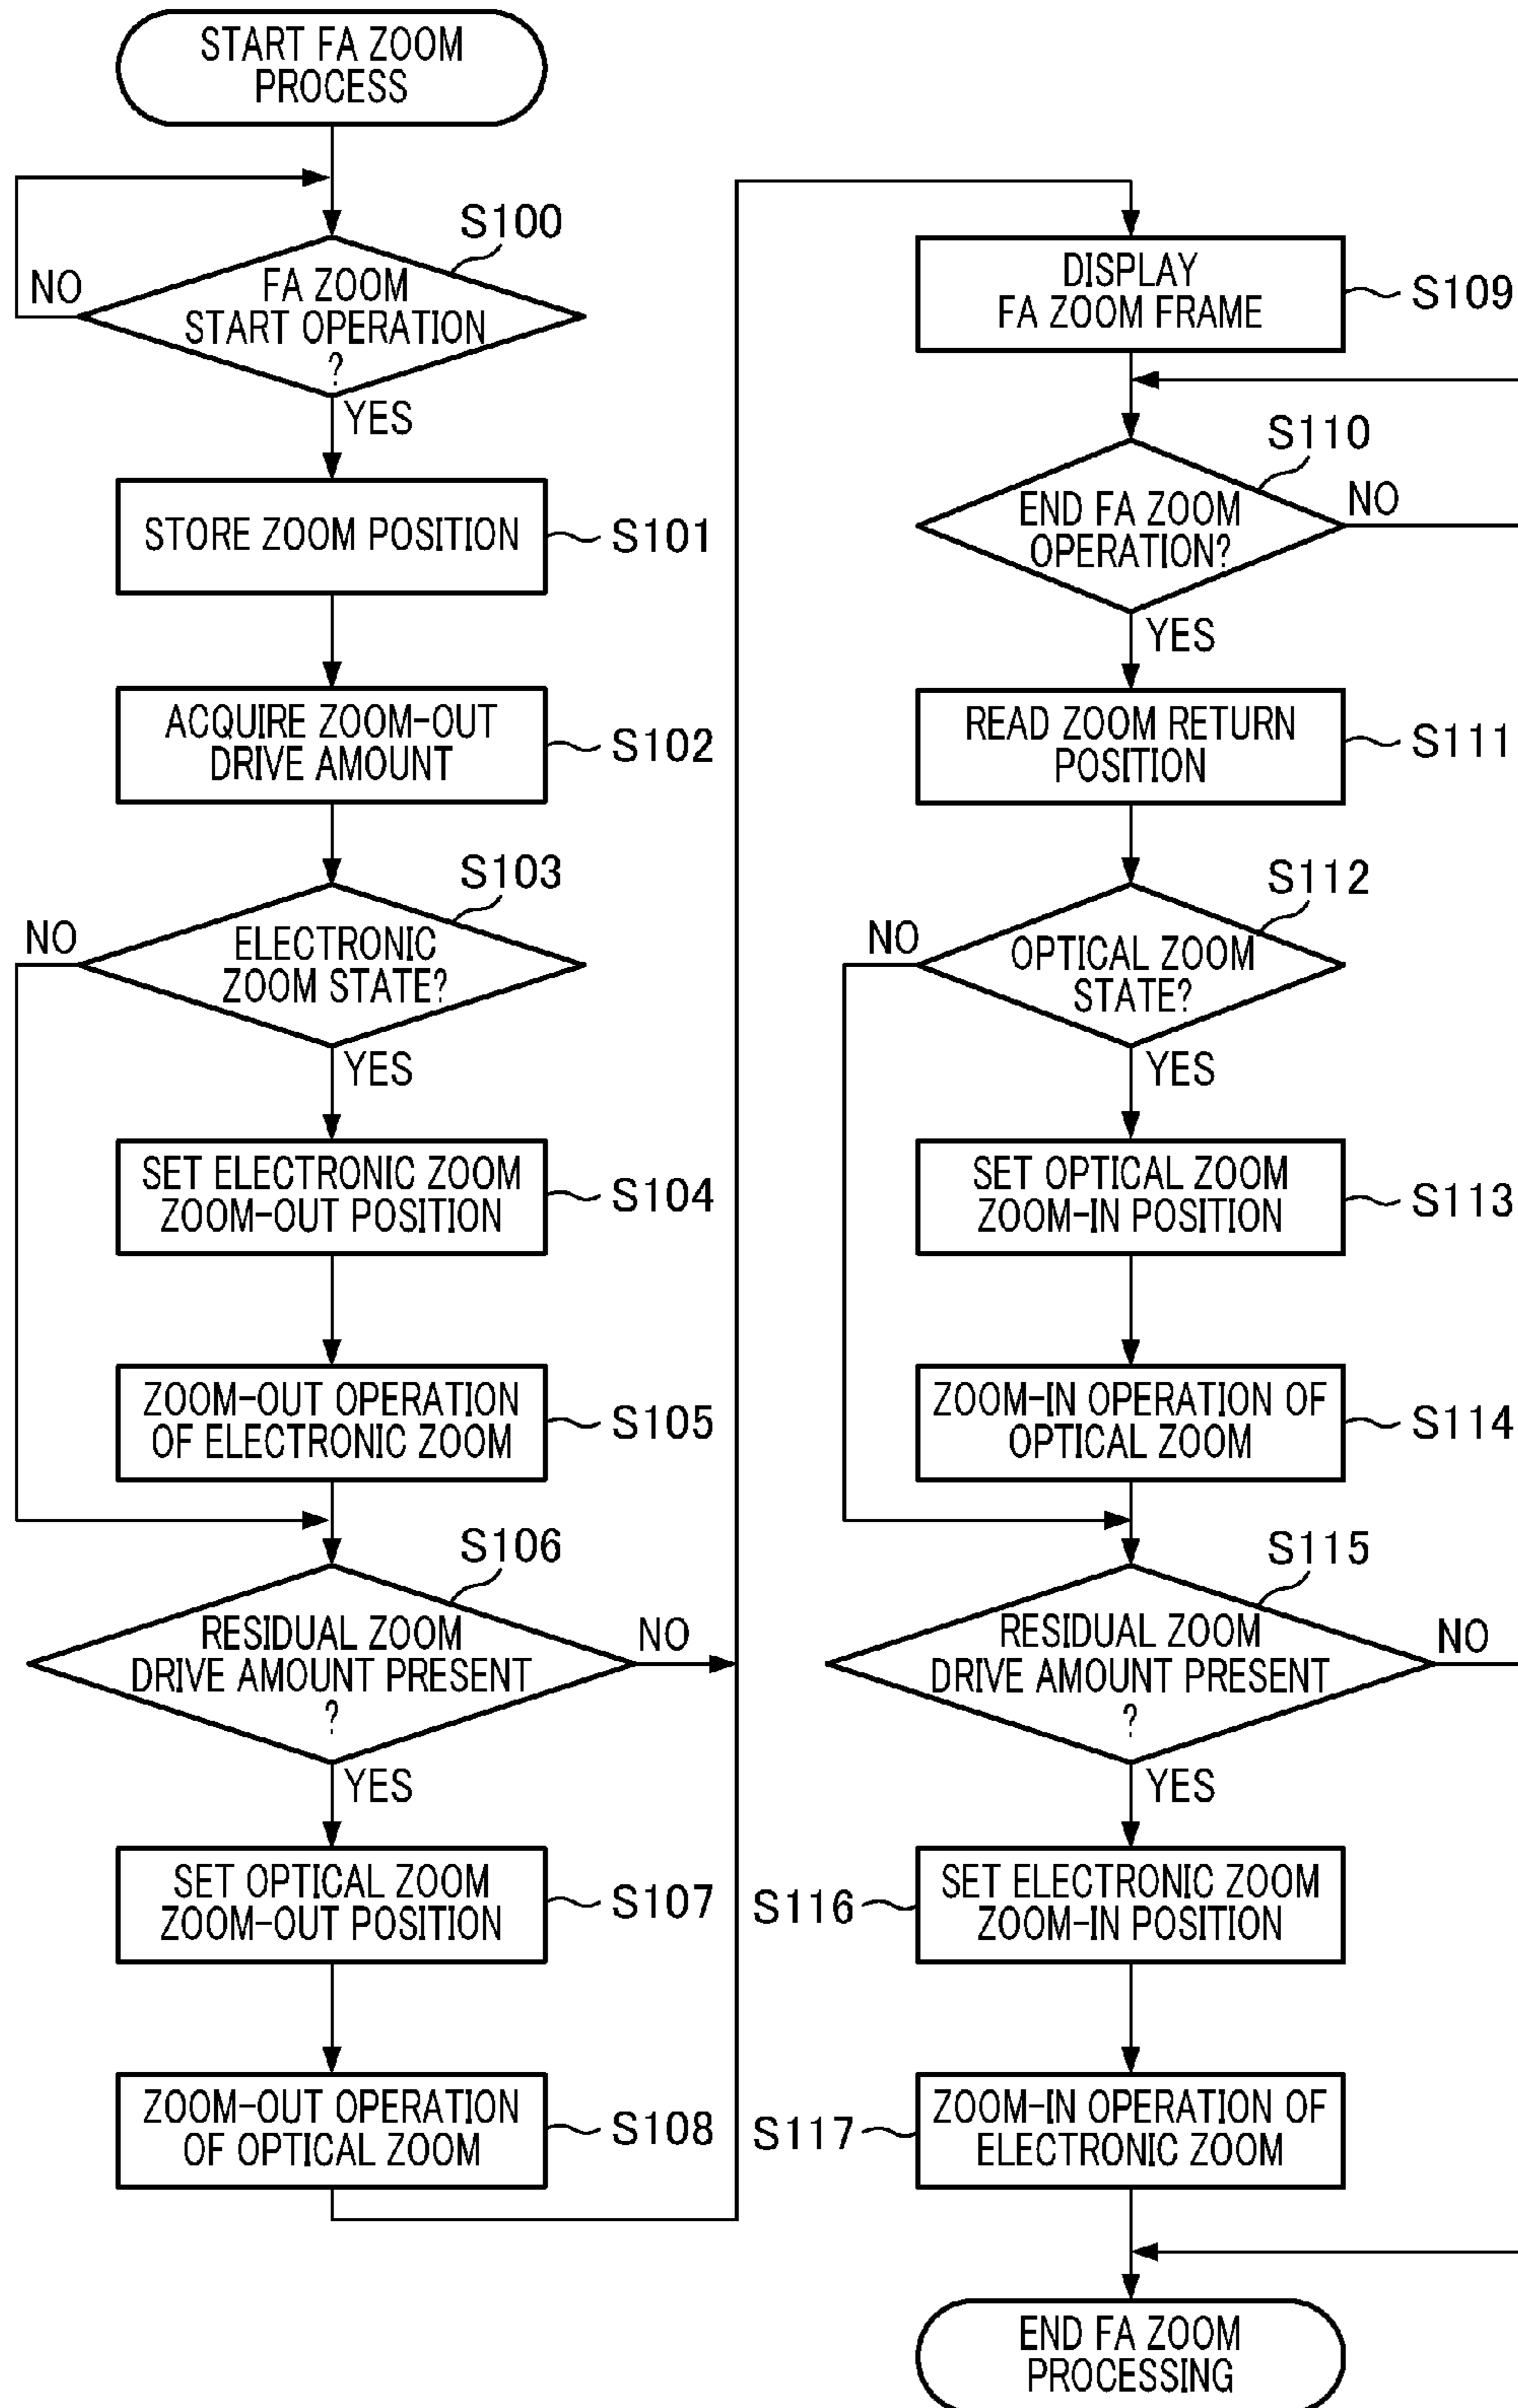 START FA ZOOM
PROCESS
S100
NO
FA ZOOM
START OPERATION
?
YES
STORE ZOOM POSITION
S101
ACQUIRE ZOOM-OUT
DRIVE AMOUNT
S102
S103
NO
ELECTRONIC
ZOOM STATE?
YES
SET ELECTRONIC ZOOM
ZOOM-OUT POSITION
S104
ZOOM-OUT OPERATION
OF ELECTRONIC ZOOM
S105
S106
RESIDUAL ZOOM
DRIVE AMOUNT PRESENT
?
NO
YES
SET OPTICAL ZOOM
ZOOM-OUT POSITION
S107
ZOOM-OUT OPERATION
OF OPTICAL ZOOM
S108
DISPLAY
FA ZOOM FRAME
S109
S110
END FA ZOOM
OPERATION?
NO
YES
READ ZOOM RETURN
POSITION
S111
S112
NO
OPTICAL ZOOM
STATE?
YES
SET OPTICAL ZOOM
ZOOM-IN POSITION
S113
ZOOM-IN OPERATION OF
OPTICAL ZOOM
S114
S115
RESIDUAL ZOOM
DRIVE AMOUNT PRESENT
?
NO
YES
S116
SET ELECTRONIC ZOOM
ZOOM-IN POSITION
S117
ZOOM-IN OPERATION OF
ELECTRONIC ZOOM
END FA ZOOM
PROCESSING